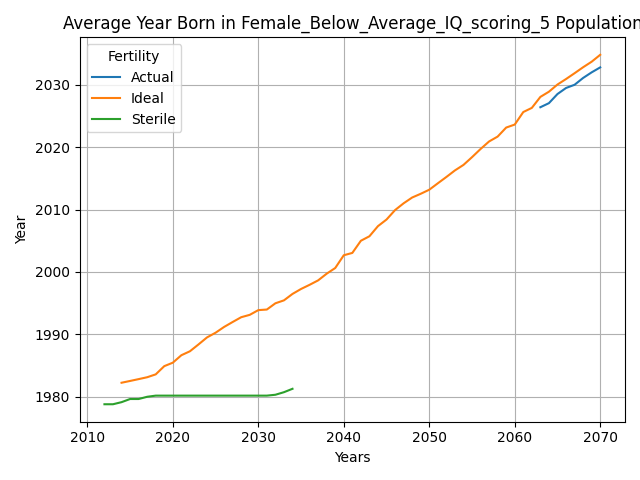 Average Year Born in Female_Below_Average_IQ_scoring_5 Population
Fertility
Actual
Ideal
Sterile
Year
2030
2020
2010
2000
1990
1980
2010 2020 2030 2040 2050 2060 2070
Years